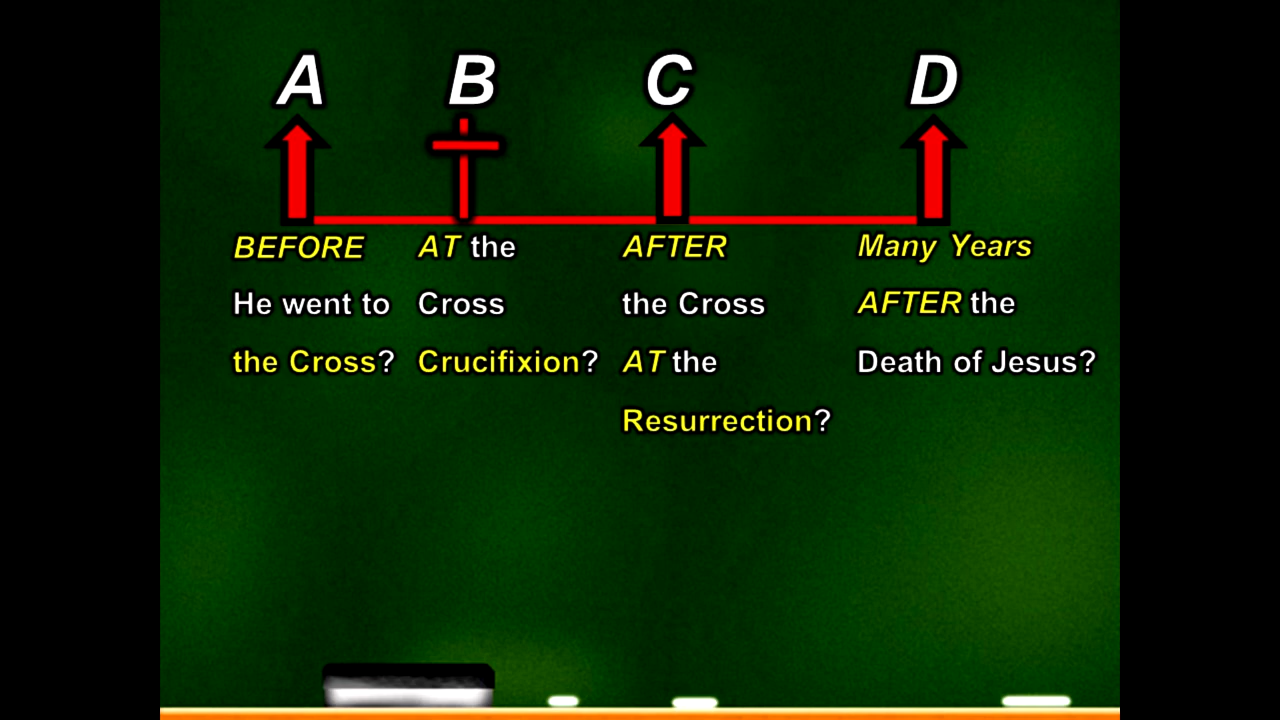 A B C D
BEFORE
He went to
the Cross?
AT the
Cross
Crucifixion?
AFTER
the Cross
AT the
Resurrection?
Many Years
AFTER the
Death of Jesus?